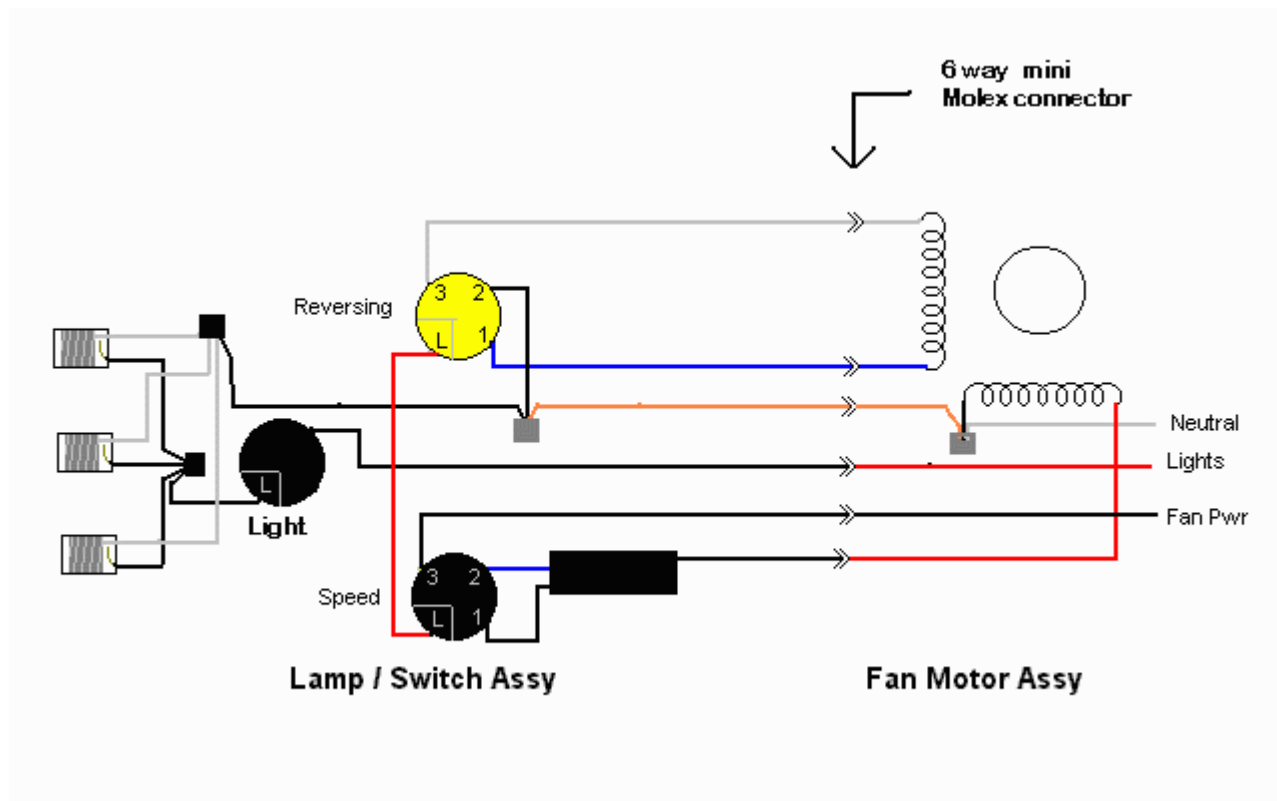 6 way mini
Molex connector
3 2
Reversing
L 1
Neutral
Lights
L
Fan Pwr
Light
3 2
Speed
L 1
Lamp / Switch Assy
Fan Motor Assy